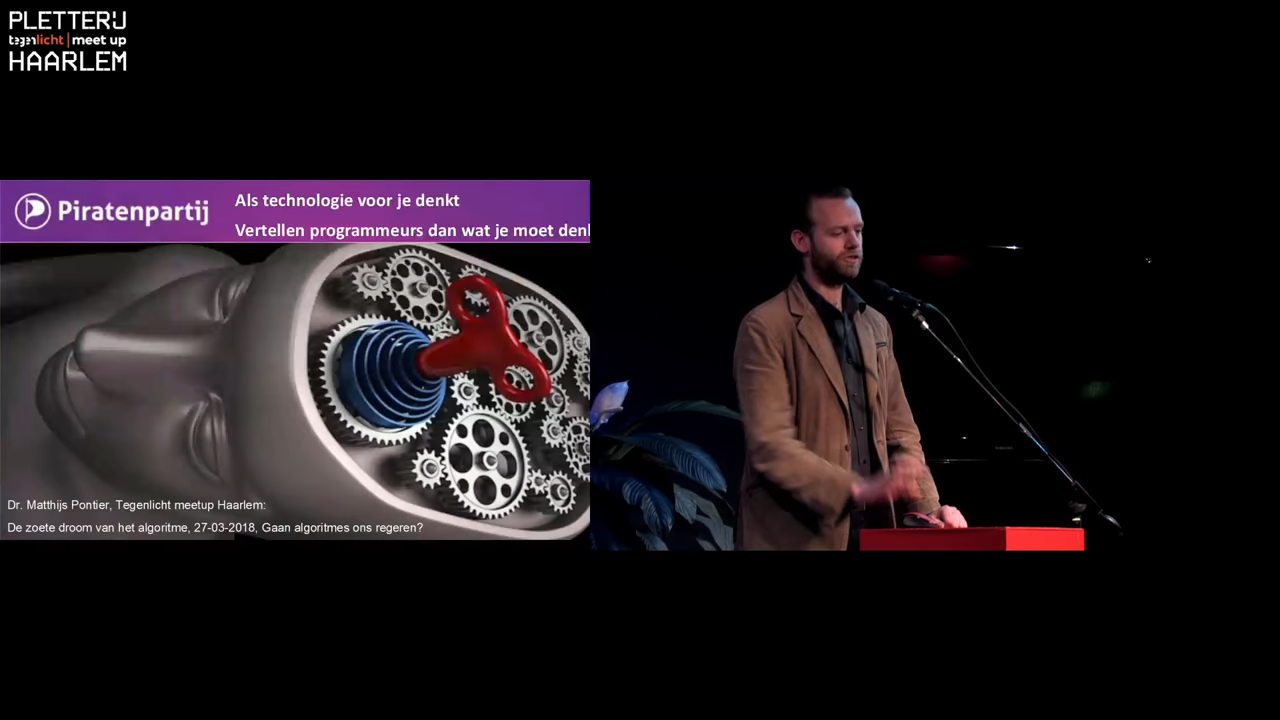 PLETTERIJ
tegenlicht | meet up
HAARLEM
Piratenpartij
Als technologie voor je denkt
Vertellen programmeurs dan wat je moet denk
Dr. Matthijs Pontier, Tegenlicht meetup Haarlem:
De zoete droom van het algoritme, 27-03-2018, Gaan algoritmes ons regeren?